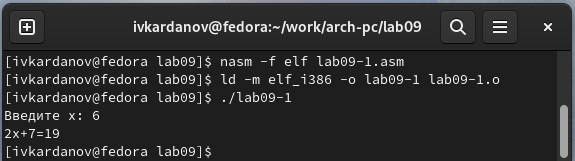 ivkardanov@fedora:~/work/arch-pc/lab09
[ivkardanov@fedora lab09]$ nasm -f elf lab09-1.asm
[ivkardanov@fedora lab09]$ ld -m elf_i386 -o lab09-1 lab09-1.o
[ivkardanov@fedora lab09]$ ./lab09-1
Введите x: 6
2x+7=19
[ivkardanov@fedora lab09]$